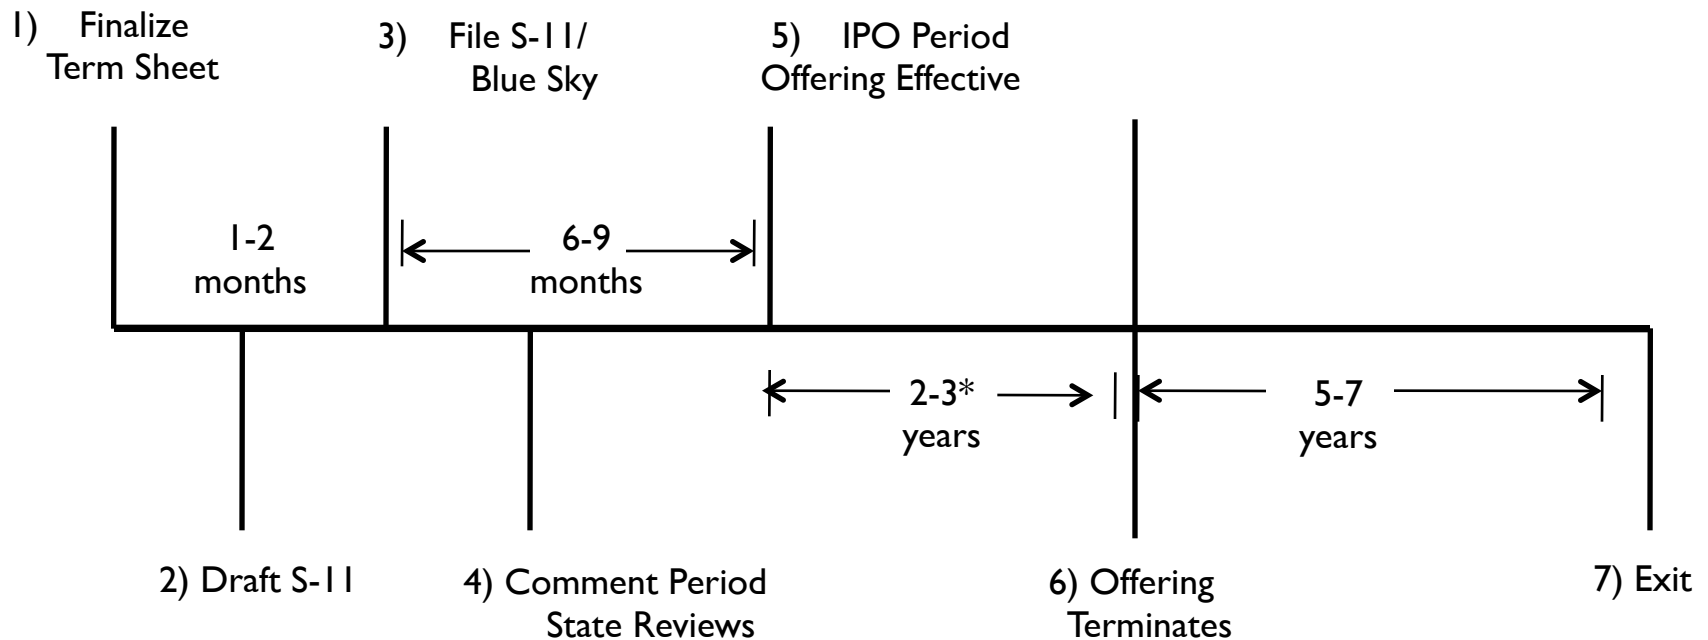 1) Finalize
Term Sheet
3) File S-11/
Blue Sky
5) IPO Period
Offering Effective
1-2
months
6-9
months
2-3*
years
5-7
years
2) Draft S-11
4) Comment Period
State Reviews
6) Offering
Terminates
7) Exit